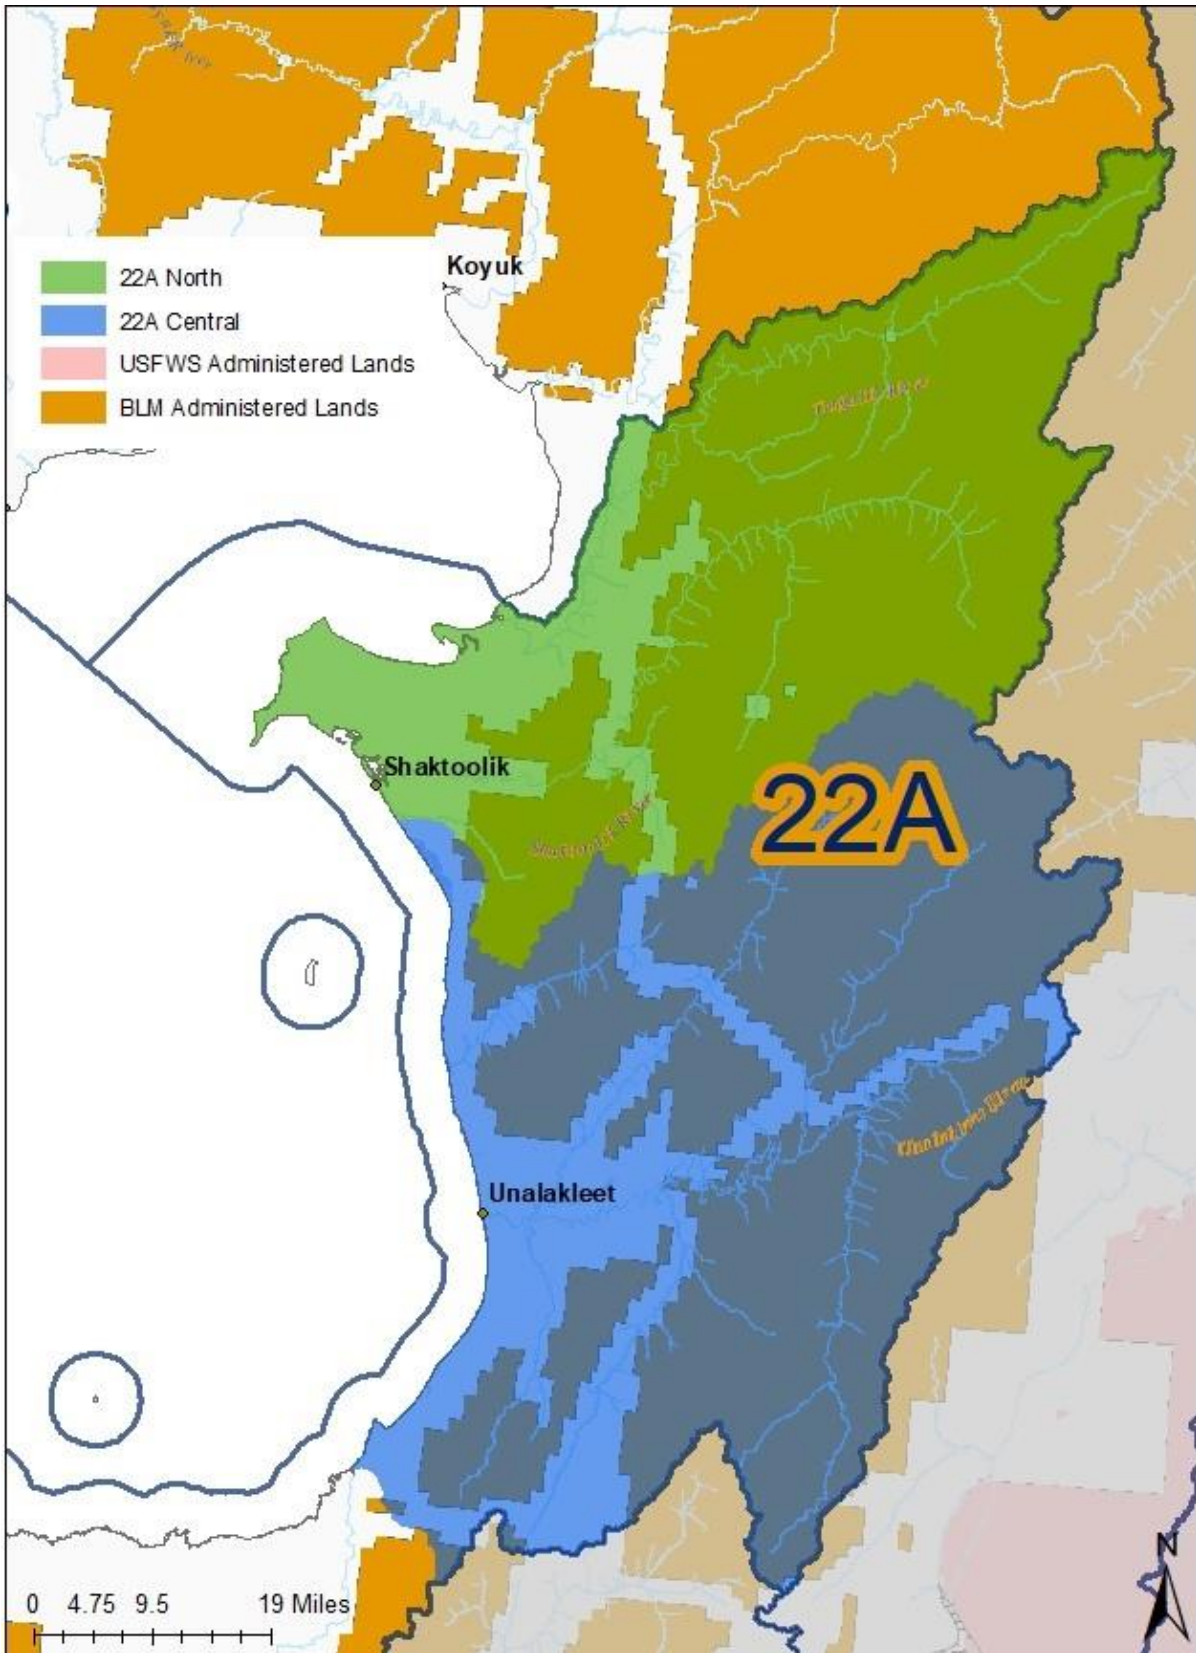 Koyuk
22A North
22A Central
USFWS Administered Lands
BLM Administered Lands
Shaktoolik
22A
River
Unalakleet
N
0 4.75 9.5 19 Miles